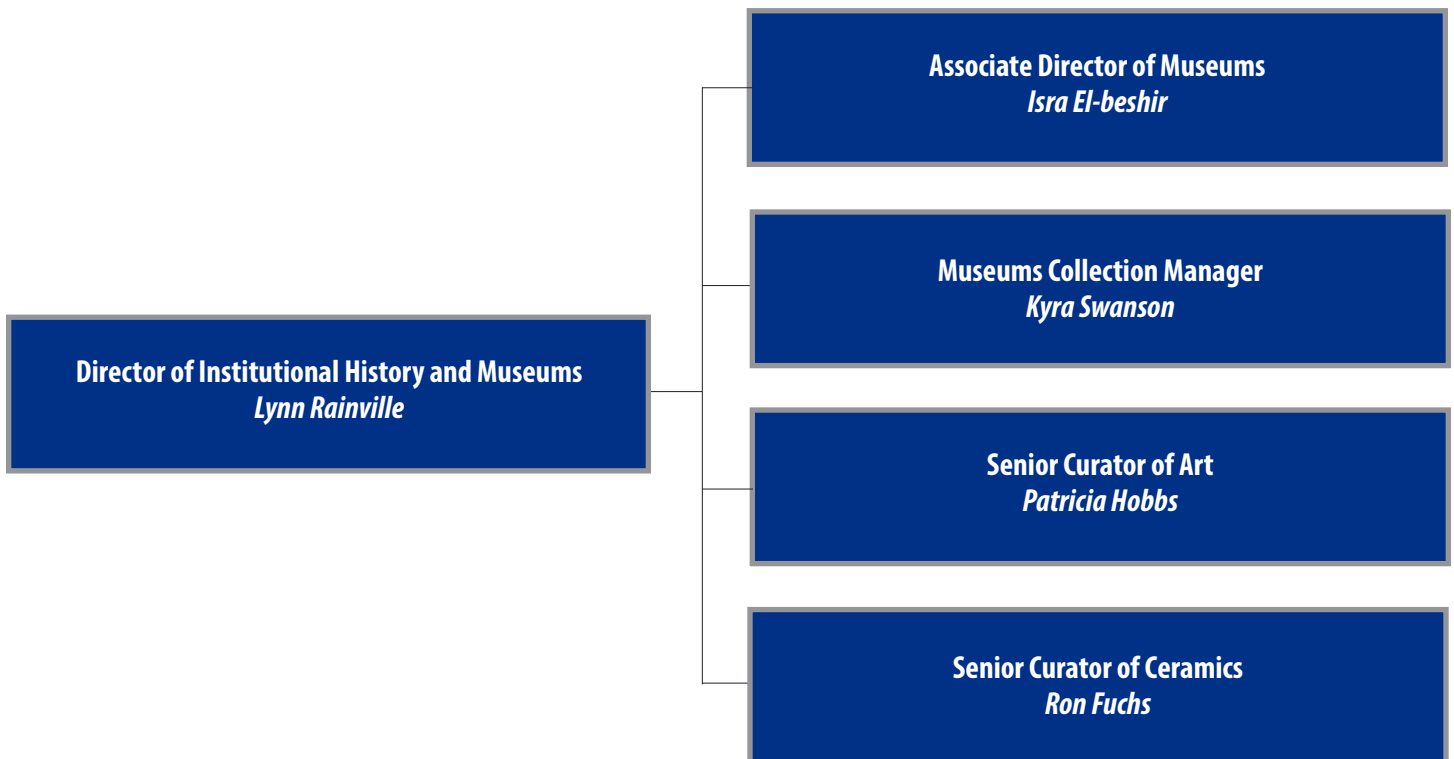 Director of Institutional History and Museums
Lynn Rainville
Associate Director of Museums
Isra El-beshir
Museums Collection Manager
Kyra Swanson
Senior Curator of Art
Patricia Hobbs
Senior Curator of Ceramics
Ron Fuchs